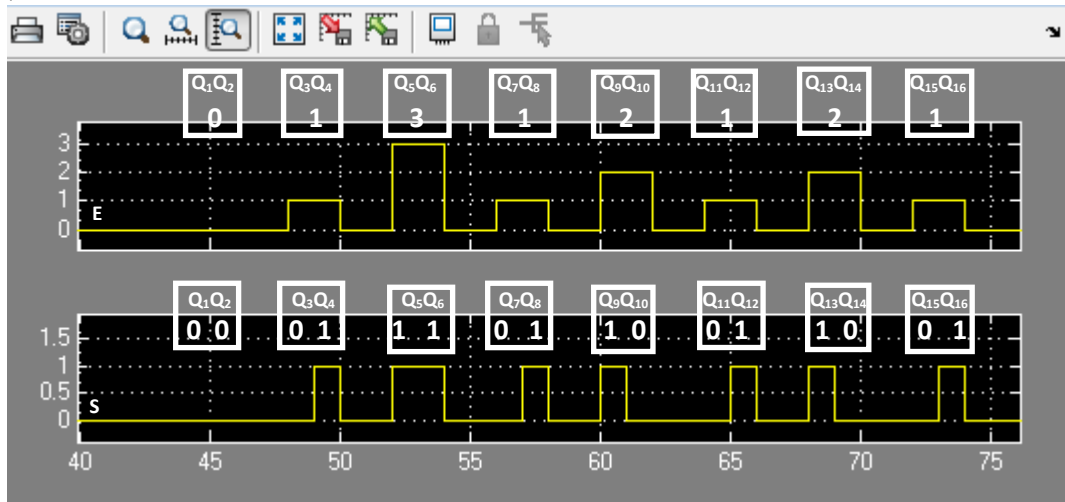 Q₁Q₂ Q₃Q₄ Q₅Q₆ Q₇Q₈ Q₉Q₁₀ Q₁₁Q₁₂ Q₁₃Q₁₄ Q₁₅Q₁₆
0 1 3 1 2 1 2 1
3
2
1
0
E
Q₁Q₂ Q₃Q₄ Q₅Q₆ Q₇Q₈ Q₉Q₁₀ Q₁₁Q₁₂ Q₁₃Q₁₄ Q₁₅Q₁₆
0 0 0 1 1 1 0 1 1 0 0 1 1 0 0 1
1.5
1
0.5
0
S
40 45 50 55 60 65 70 75